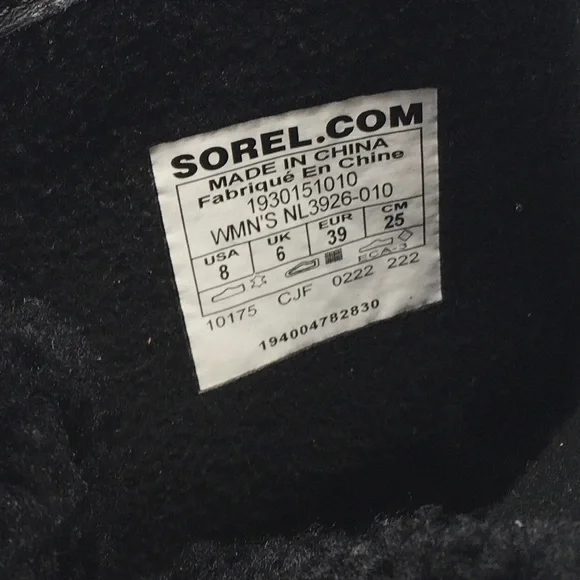 SOREL.COM
MADE IN CHINA
Fabriqué En Chine
1930151010
WMN'S NL3926-010
USA UK EUR CM
8 6 39 25
ECA-3
10175 CJF 0222 222
194004782830